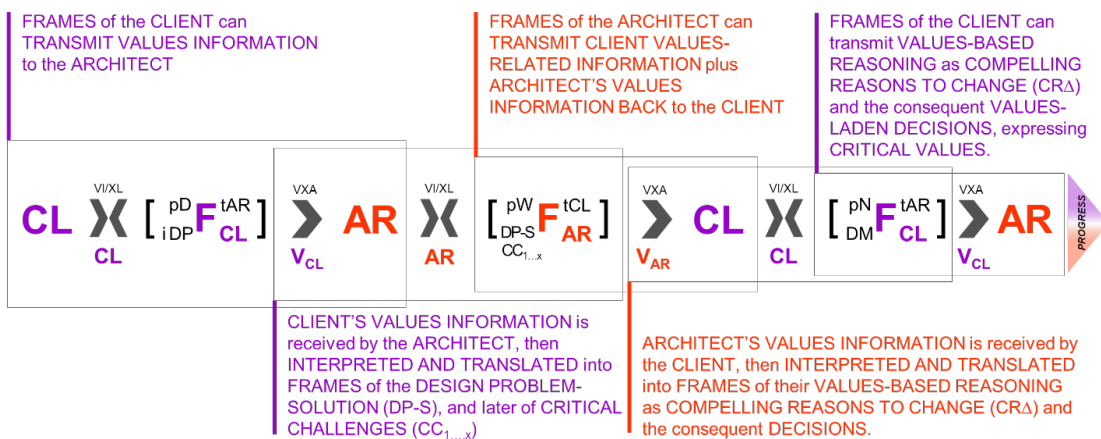 FRAMES of the CLIENT can
TRANSMIT VALUES INFORMATION
to the ARCHITECT
FRAMES of the ARCHITECT can
TRANSMIT CLIENT VALUES-
RELATED INFORMATION plus
ARCHITECT'S VALUES
INFORMATION BACK to the CLIENT
FRAMES of the CLIENT can
transmit VALUES-BASED
REASONING as COMPELLING
REASONS TO CHANGE (CR∆)
and the consequent VALUES-
LADEN DECISIONS, expressing
CRITICAL VALUES.
CL
VI/XL
CL
[ pD F tAR ]
iDP CL
VXA
V_CL
AR
VI/XL
AR
[ pW F tCL ]
DP-S AR
CC_1...x
VXA
V_AR
CL
VI/XL
CL
[ pN F tAR ]
DM CL
VXA
V_CL
AR
PROGRESS
CLIENT'S VALUES INFORMATION is
received by the ARCHITECT, then
INTERPRETED AND TRANSLATED into
FRAMES of the DESIGN PROBLEM-
SOLUTION (DP-S), and later of CRITICAL
CHALLENGES (CC_1....x)
ARCHITECT'S VALUES INFORMATION is received by
the CLIENT, then INTERPRETED AND TRANSLATED
into FRAMES of their VALUES-BASED REASONING
as COMPELLING REASONS TO CHANGE (CR∆) and
the consequent DECISIONS.